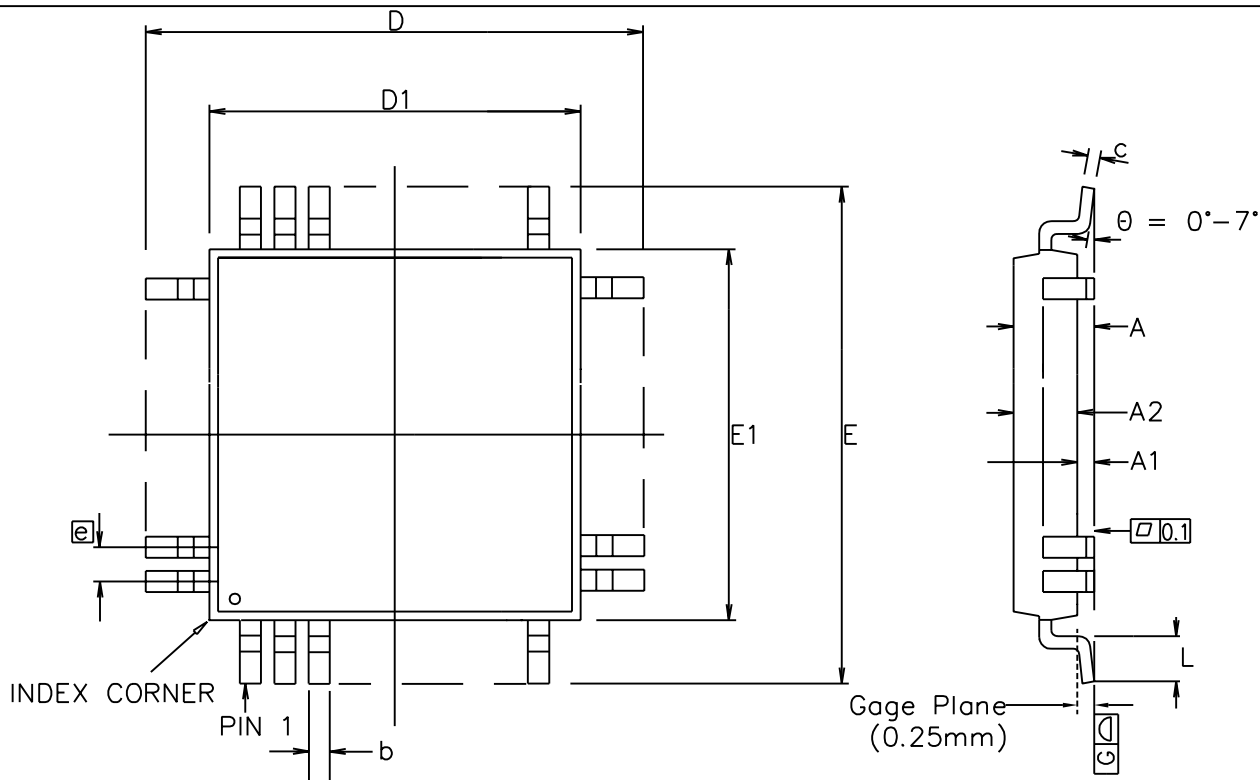 D
D1
c
θ = 0°-7°
A
A2
E1
E
A1
e
0.1
INDEX CORNER
PIN 1
b
L
Gage Plane
(0.25mm)
G